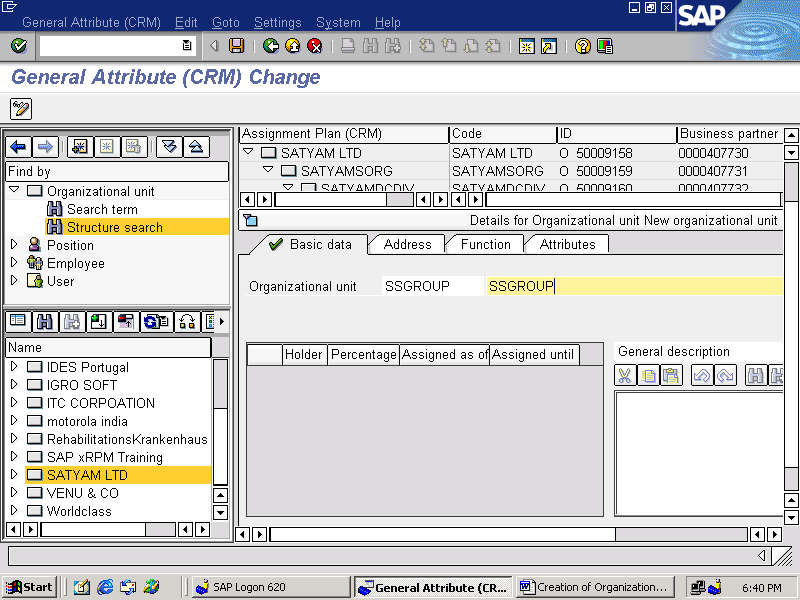 General Attribute (CRM) Edit Goto Settings System Help
SAP
General Attribute (CRM) Change
Find by
Organizational unit
Search term
Structure search
Position
Employee
User
Name
IDES Portugal
IGRO SOFT
ITC CORPOATION
motorola india
RehabilitationsKrankenhaus
SAP xRPM Training
SATYAM LTD
VENU & CO
Worldclass
Assignment Plan (CRM) Code ID Business partner
SATYAM LTD SATYAM LTD O 50009158 0000407730
SATYAMSORG SATYAMSORG O 50009159 0000407731
SATYAMDCDIV SATYAMDCDIV O 50009160 0000407732
Details for Organizational unit New organizational unit
Basic data Address Function Attributes
Organizational unit SSGROUP SSGROUP
Holder Percentage Assigned as of Assigned until
General description
Start SAP Logon 620 General Attribute (CR... Creation of Organization... 6:40 PM